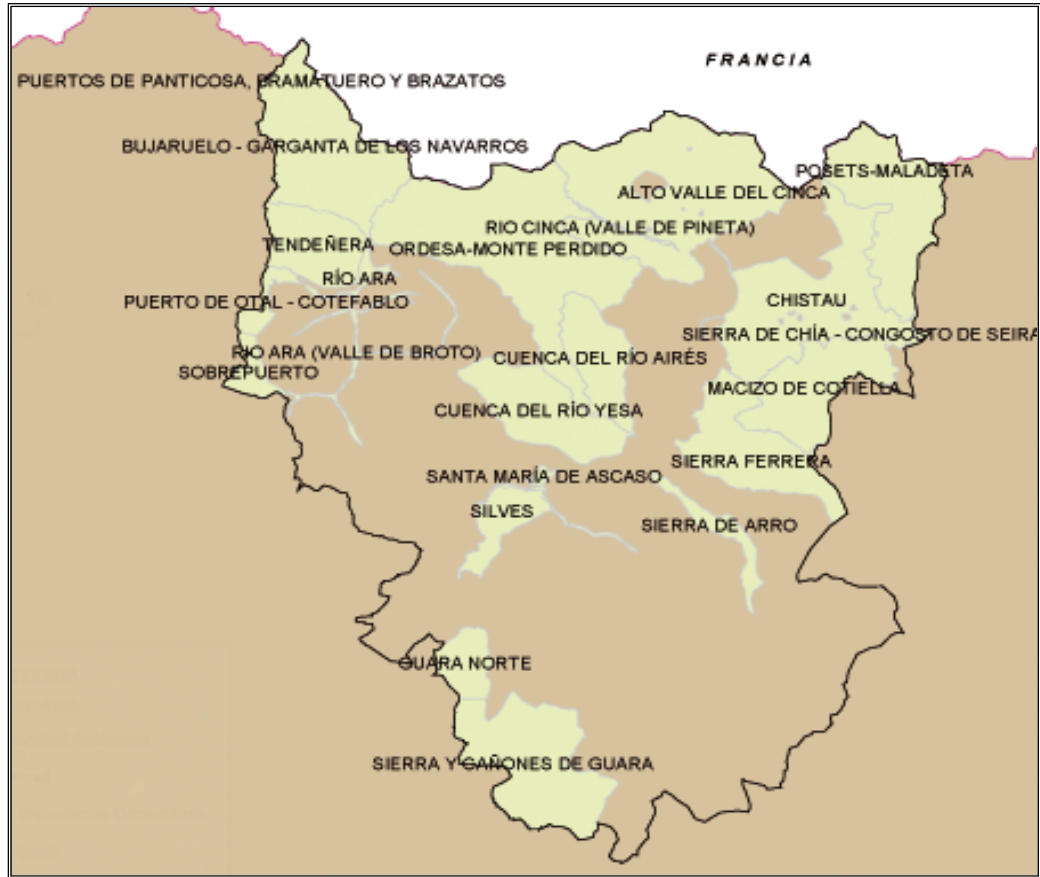 FRANCIA
PUERTOS DE PANTICOSA, BRAMATUERO Y BRAZATOS
BUJARUELO - GARGANTA DE LOS NAVARROS
POSETS-MALADETA
ALTO VALLE DEL CINCA
RIO CINCA (VALLE DE PINETA)
TENDEÑERA
ORDESA-MONTE PERDIDO
RÍO ARA
PUERTO DE OTAL - COTEFABLO
CHISTAU
SIERRA DE CHÍA - CONGOSTO DE SEIRA
RIO ARA (VALLE DE BROTO)
CUENCA DEL RÍO AIRÉS
SOBREPUERTO
MACIZO DE COTIELLA
CUENCA DEL RÍO YESA
SIERRA FERRERA
SANTA MARÍA DE ASCASO
SILVES
SIERRA DE ARRO
GUARA NORTE
SIERRA Y CAÑONES DE GUARA